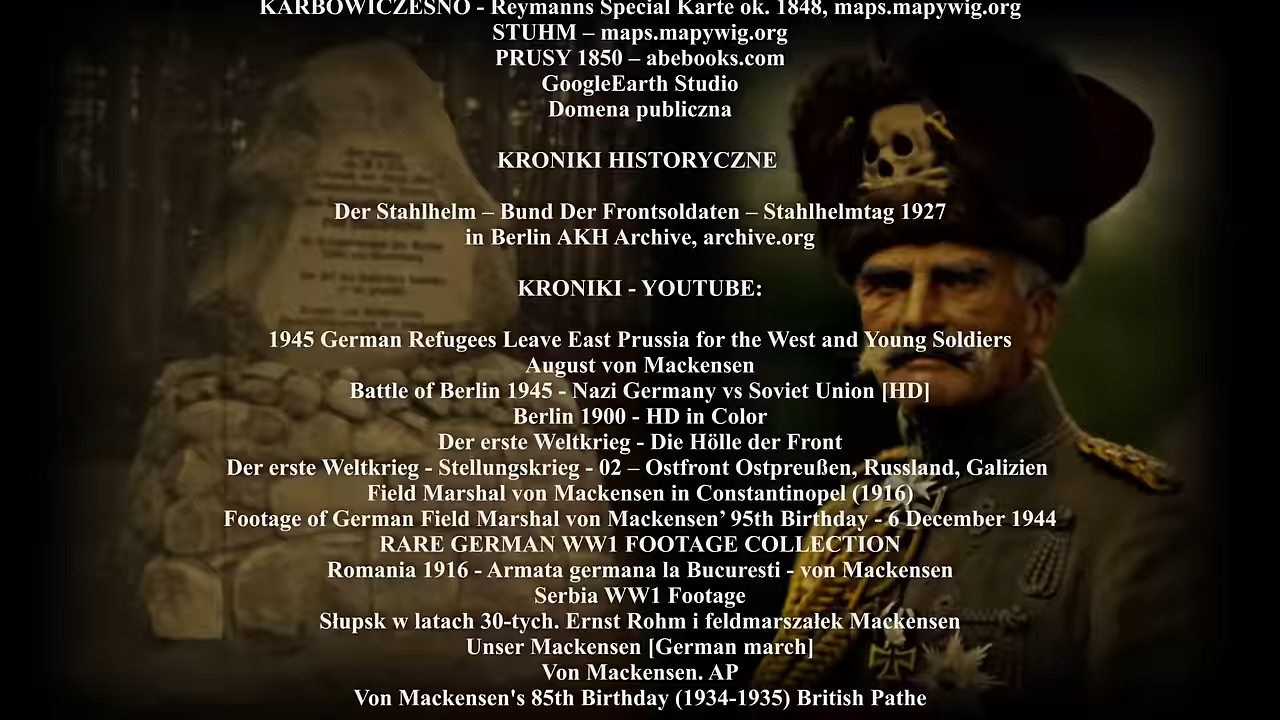 KARBOWICZESNO - Reymanns Special Karte ok. 1848, maps.mapywig.org
STUHM – maps.mapywig.org
PRUSY 1850 – abebooks.com
GoogleEarth Studio
Domena publiczna
KRONIKI HISTORYCZNE
Der Stahlhelm – Bund Der Frontsoldaten – Stahlhelmtag 1927
in Berlin AKH Archive, archive.org
KRONIKI - YOUTUBE:
1945 German Refugees Leave East Prussia for the West and Young Soldiers
August von Mackensen
Battle of Berlin 1945 - Nazi Germany vs Soviet Union [HD]
Berlin 1900 - HD in Color
Der erste Weltkrieg - Die Hölle der Front
Der erste Weltkrieg - Stellungskrieg - 02 – Ostfront Ostpreußen, Russland, Galizien
Field Marshal von Mackensen in Constantinopel (1916)
Footage of German Field Marshal von Mackensen’ 95th Birthday - 6 December 1944
RARE GERMAN WW1 FOOTAGE COLLECTION
Romania 1916 - Armata germana la Bucuresti - von Mackensen
Serbia WW1 Footage
Słupsk w latach 30-tych. Ernst Rohm i feldmarszałek Mackensen
Unser Mackensen [German march]
Von Mackensen. AP
Von Mackensen's 85th Birthday (1934-1935) British Pathe